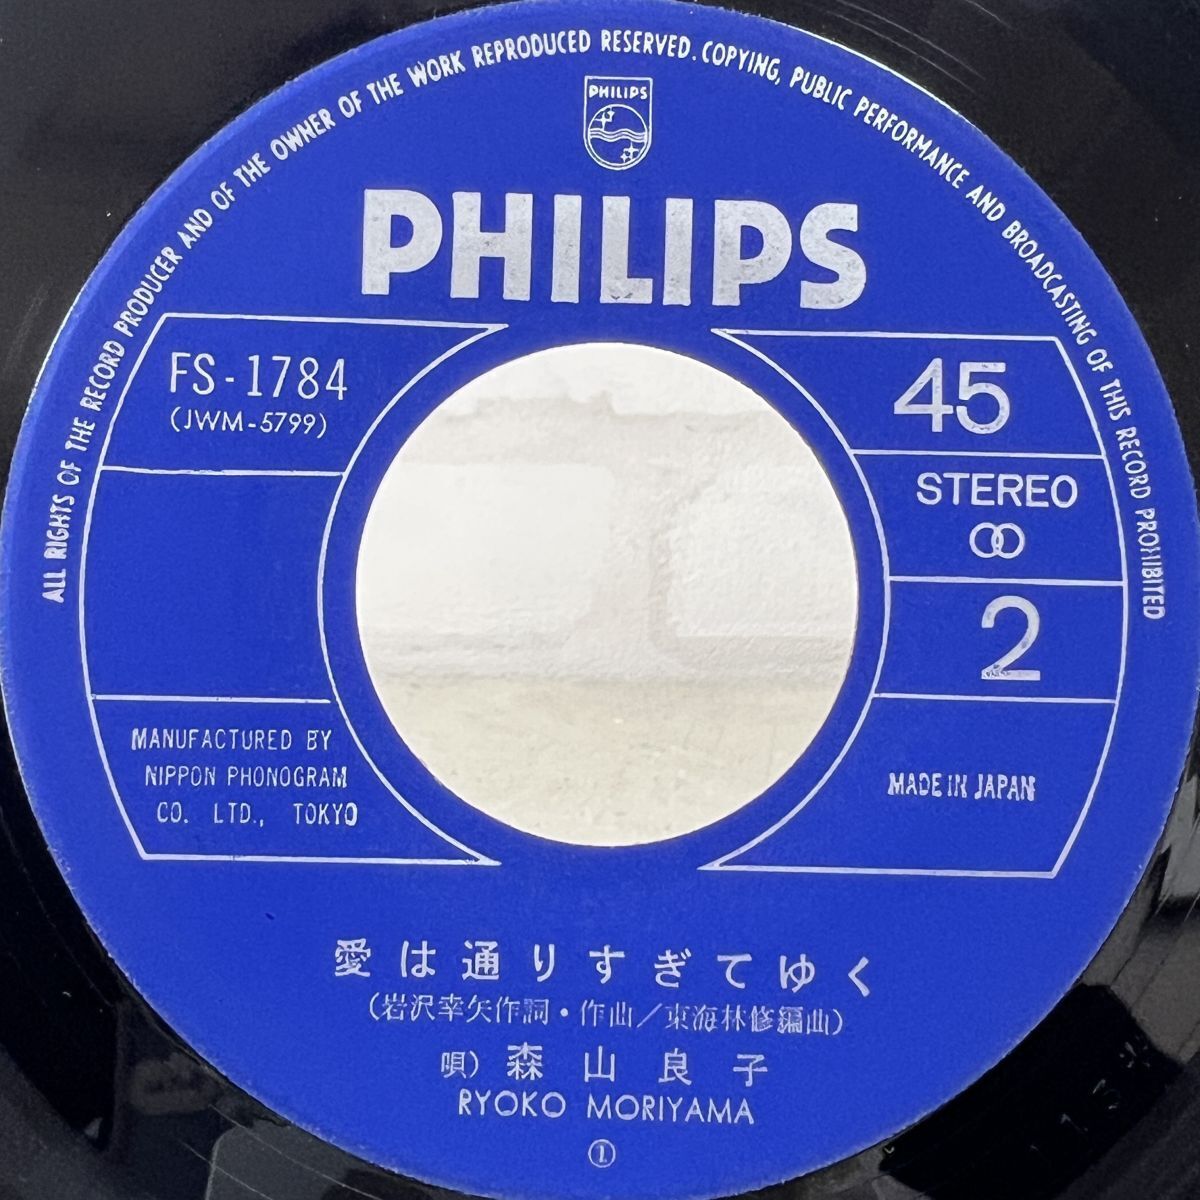 ALL RIGHTS OF THE RECORD PRODUCER AND OF THE OWNER OF THE WORK REPRODUCED RESERVED. COPYING, PUBLIC PERFORMANCE AND BROADCASTING OF THIS RECORD PROHIBITED
PHILIPS
PHILIPS
FS-1784
(JWM-5799)
45
STEREO
2
MANUFACTURED BY
NIPPON PHONOGRAM
CO. LTD., TOKYO
MADE IN JAPAN
愛は通りすぎてゆく
(岩沢幸矢作詞・作曲／東海林修編曲)
唄) 森山良子
RYOKO MORIYAMA
①